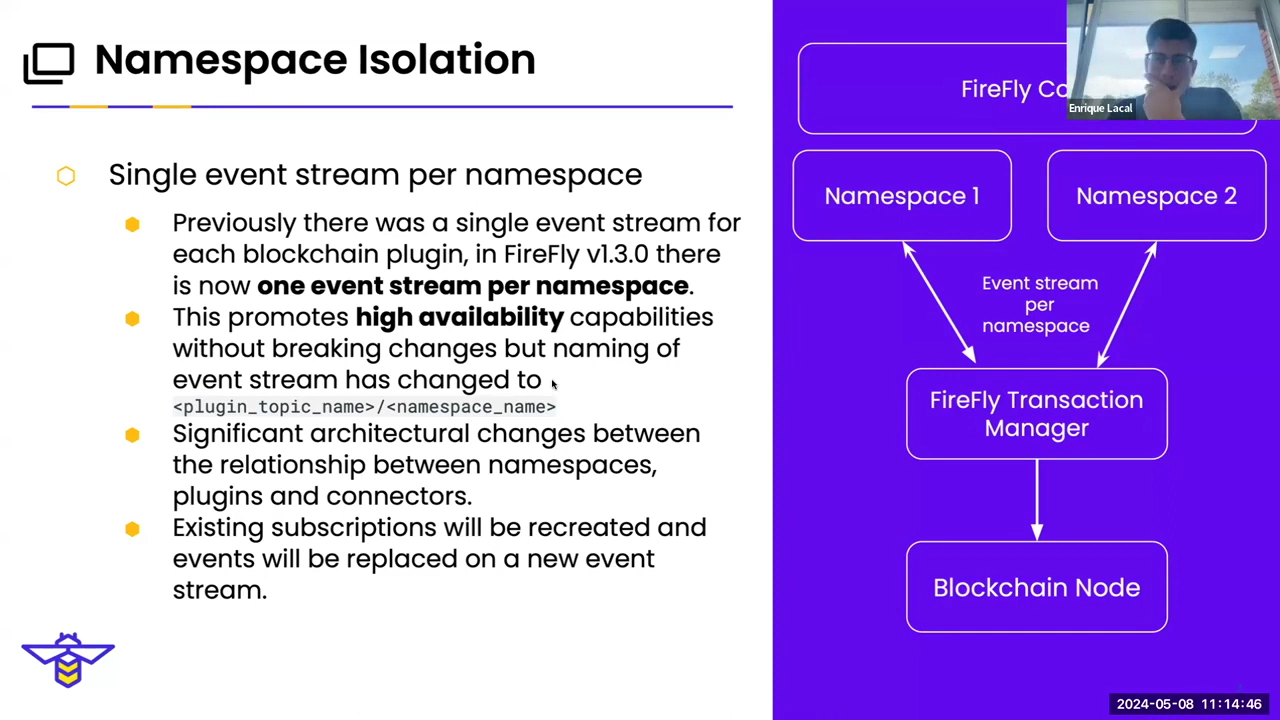 Namespace Isolation
Single event stream per namespace
Previously there was a single event stream for
each blockchain plugin, in FireFly v1.3.0 there
is now one event stream per namespace.
This promotes high availability capabilities
without breaking changes but naming of
event stream has changed to
<plugin_topic_name>/<namespace_name>
Significant architectural changes between
the relationship between namespaces,
plugins and connectors.
Existing subscriptions will be recreated and
events will be replaced on a new event
stream.
FireFly Co
Enrique Lacal
Namespace 1
Namespace 2
Event stream
per
namespace
FireFly Transaction
Manager
Blockchain Node
2024-05-08 11:14:46